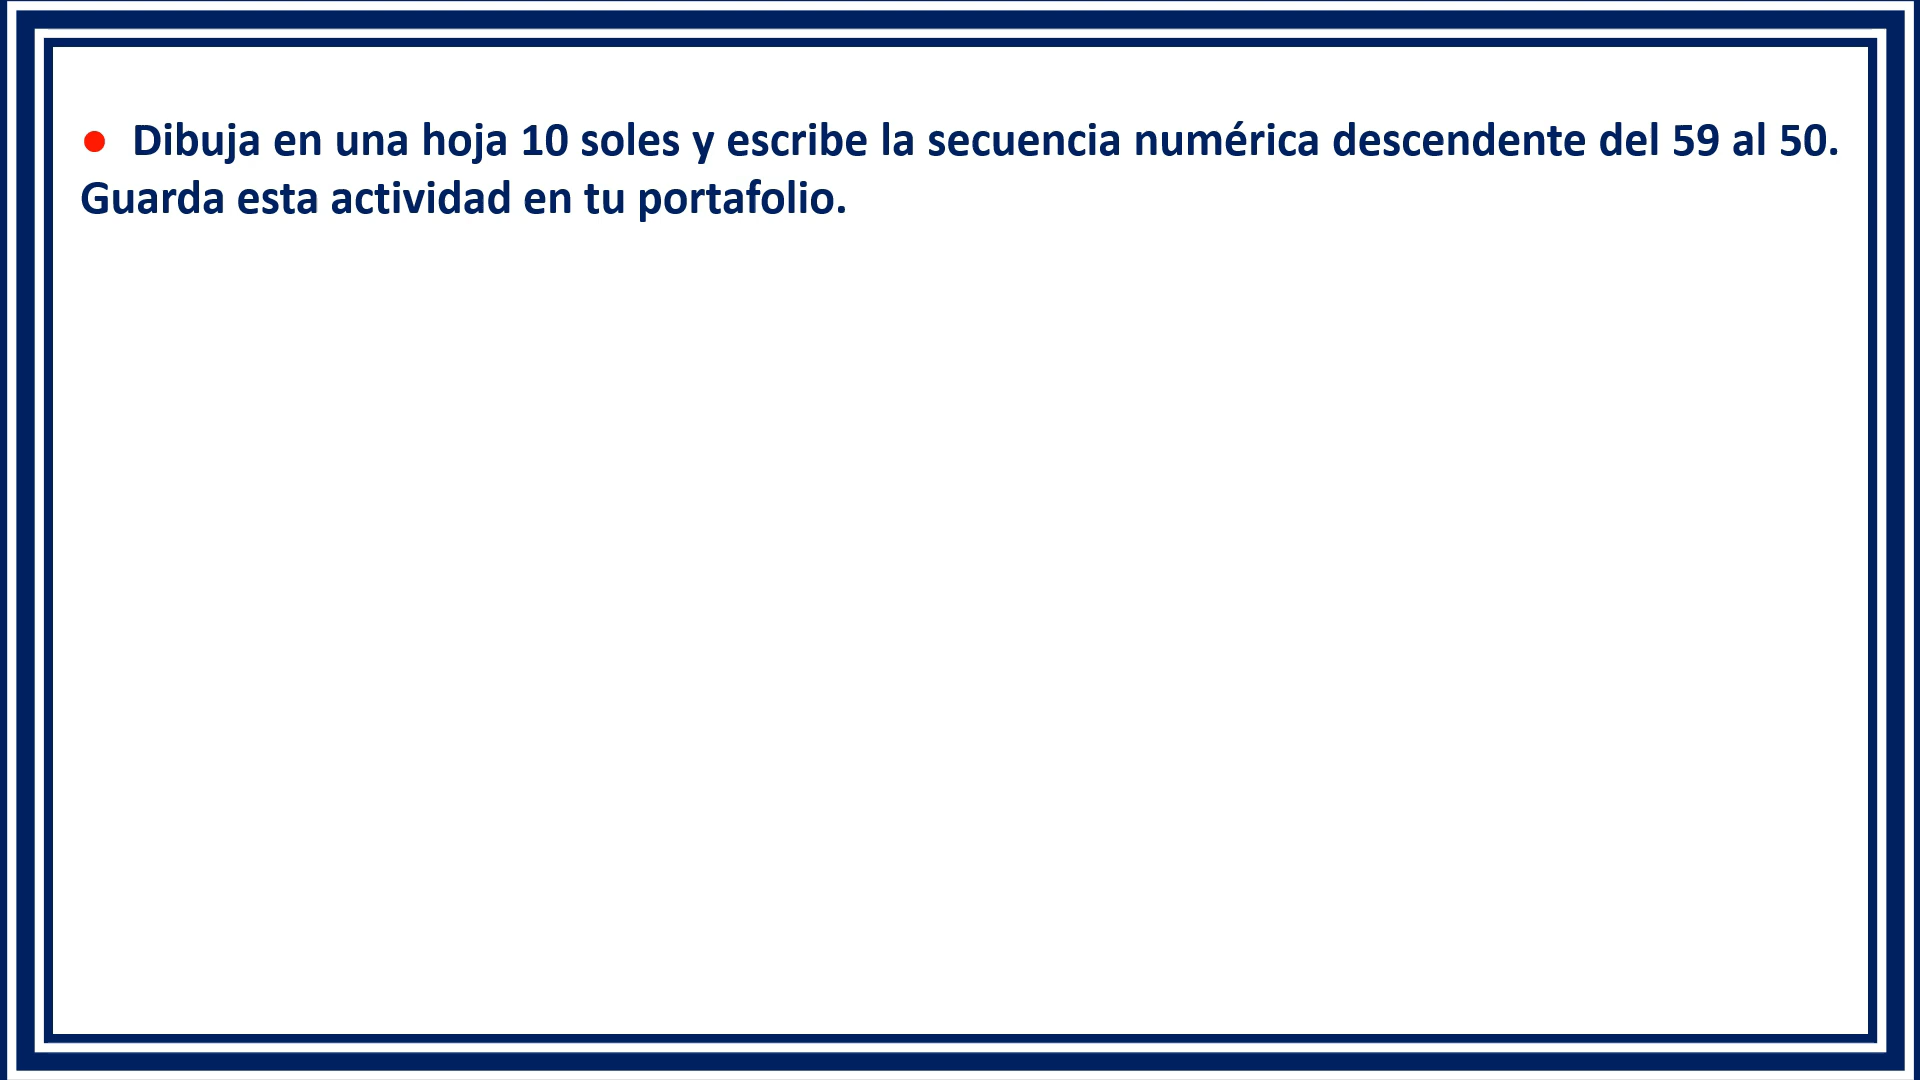 ● Dibuja en una hoja 10 soles y escribe la secuencia numérica descendente del 59 al 50.
Guarda esta actividad en tu portafolio.